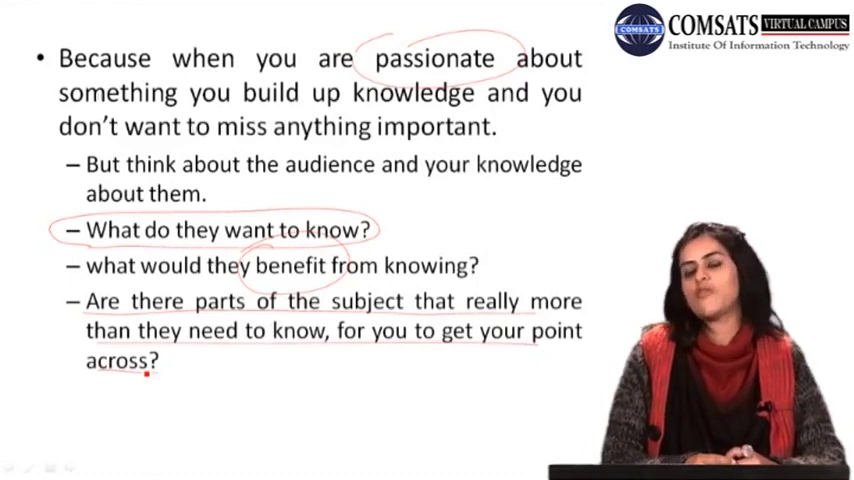 COMSATS VIRTUAL CAMPUS
Institute Of Information Technology
COMSATS
• Because when you are passionate about
something you build up knowledge and you
don't want to miss anything important.
– But think about the audience and your knowledge
about them.
– What do they want to know?
– what would they benefit from knowing?
– Are there parts of the subject that really more
than they need to know, for you to get your point
across?